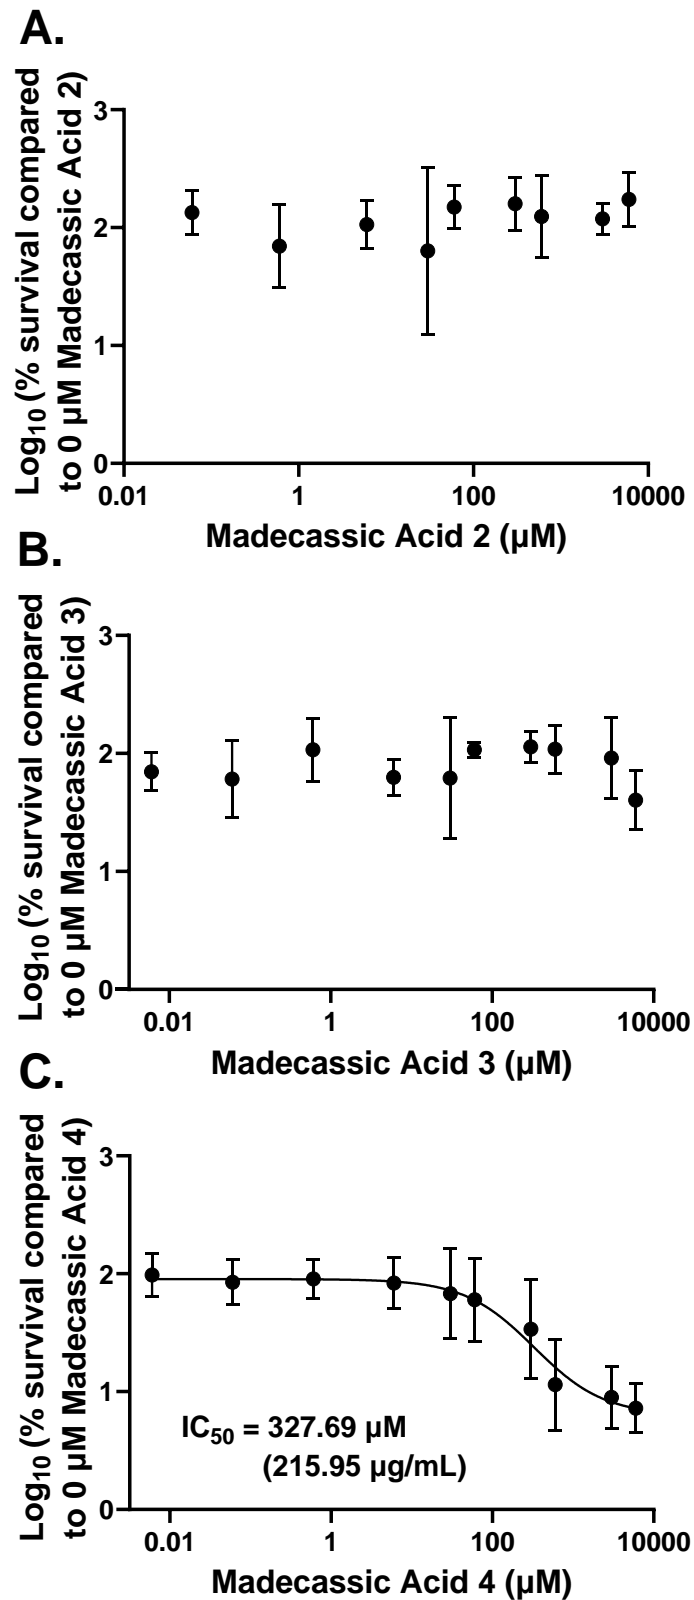 A.
Log10 (% survival compared
to 0 µM Madecassic Acid 2)
3
2
1
0
0.01 1 100 10000
Madecassic Acid 2 (µM)
B.
Log10 (% survival compared
to 0 µM Madecassic Acid 3)
3
2
1
0
0.01 1 100 10000
Madecassic Acid 3 (µM)
C.
Log10 (% survival compared
to 0 µM Madecassic Acid 4)
3
2
1
0
IC50 = 327.69 µM
(215.95 µg/mL)
0.01 1 100 10000
Madecassic Acid 4 (µM)